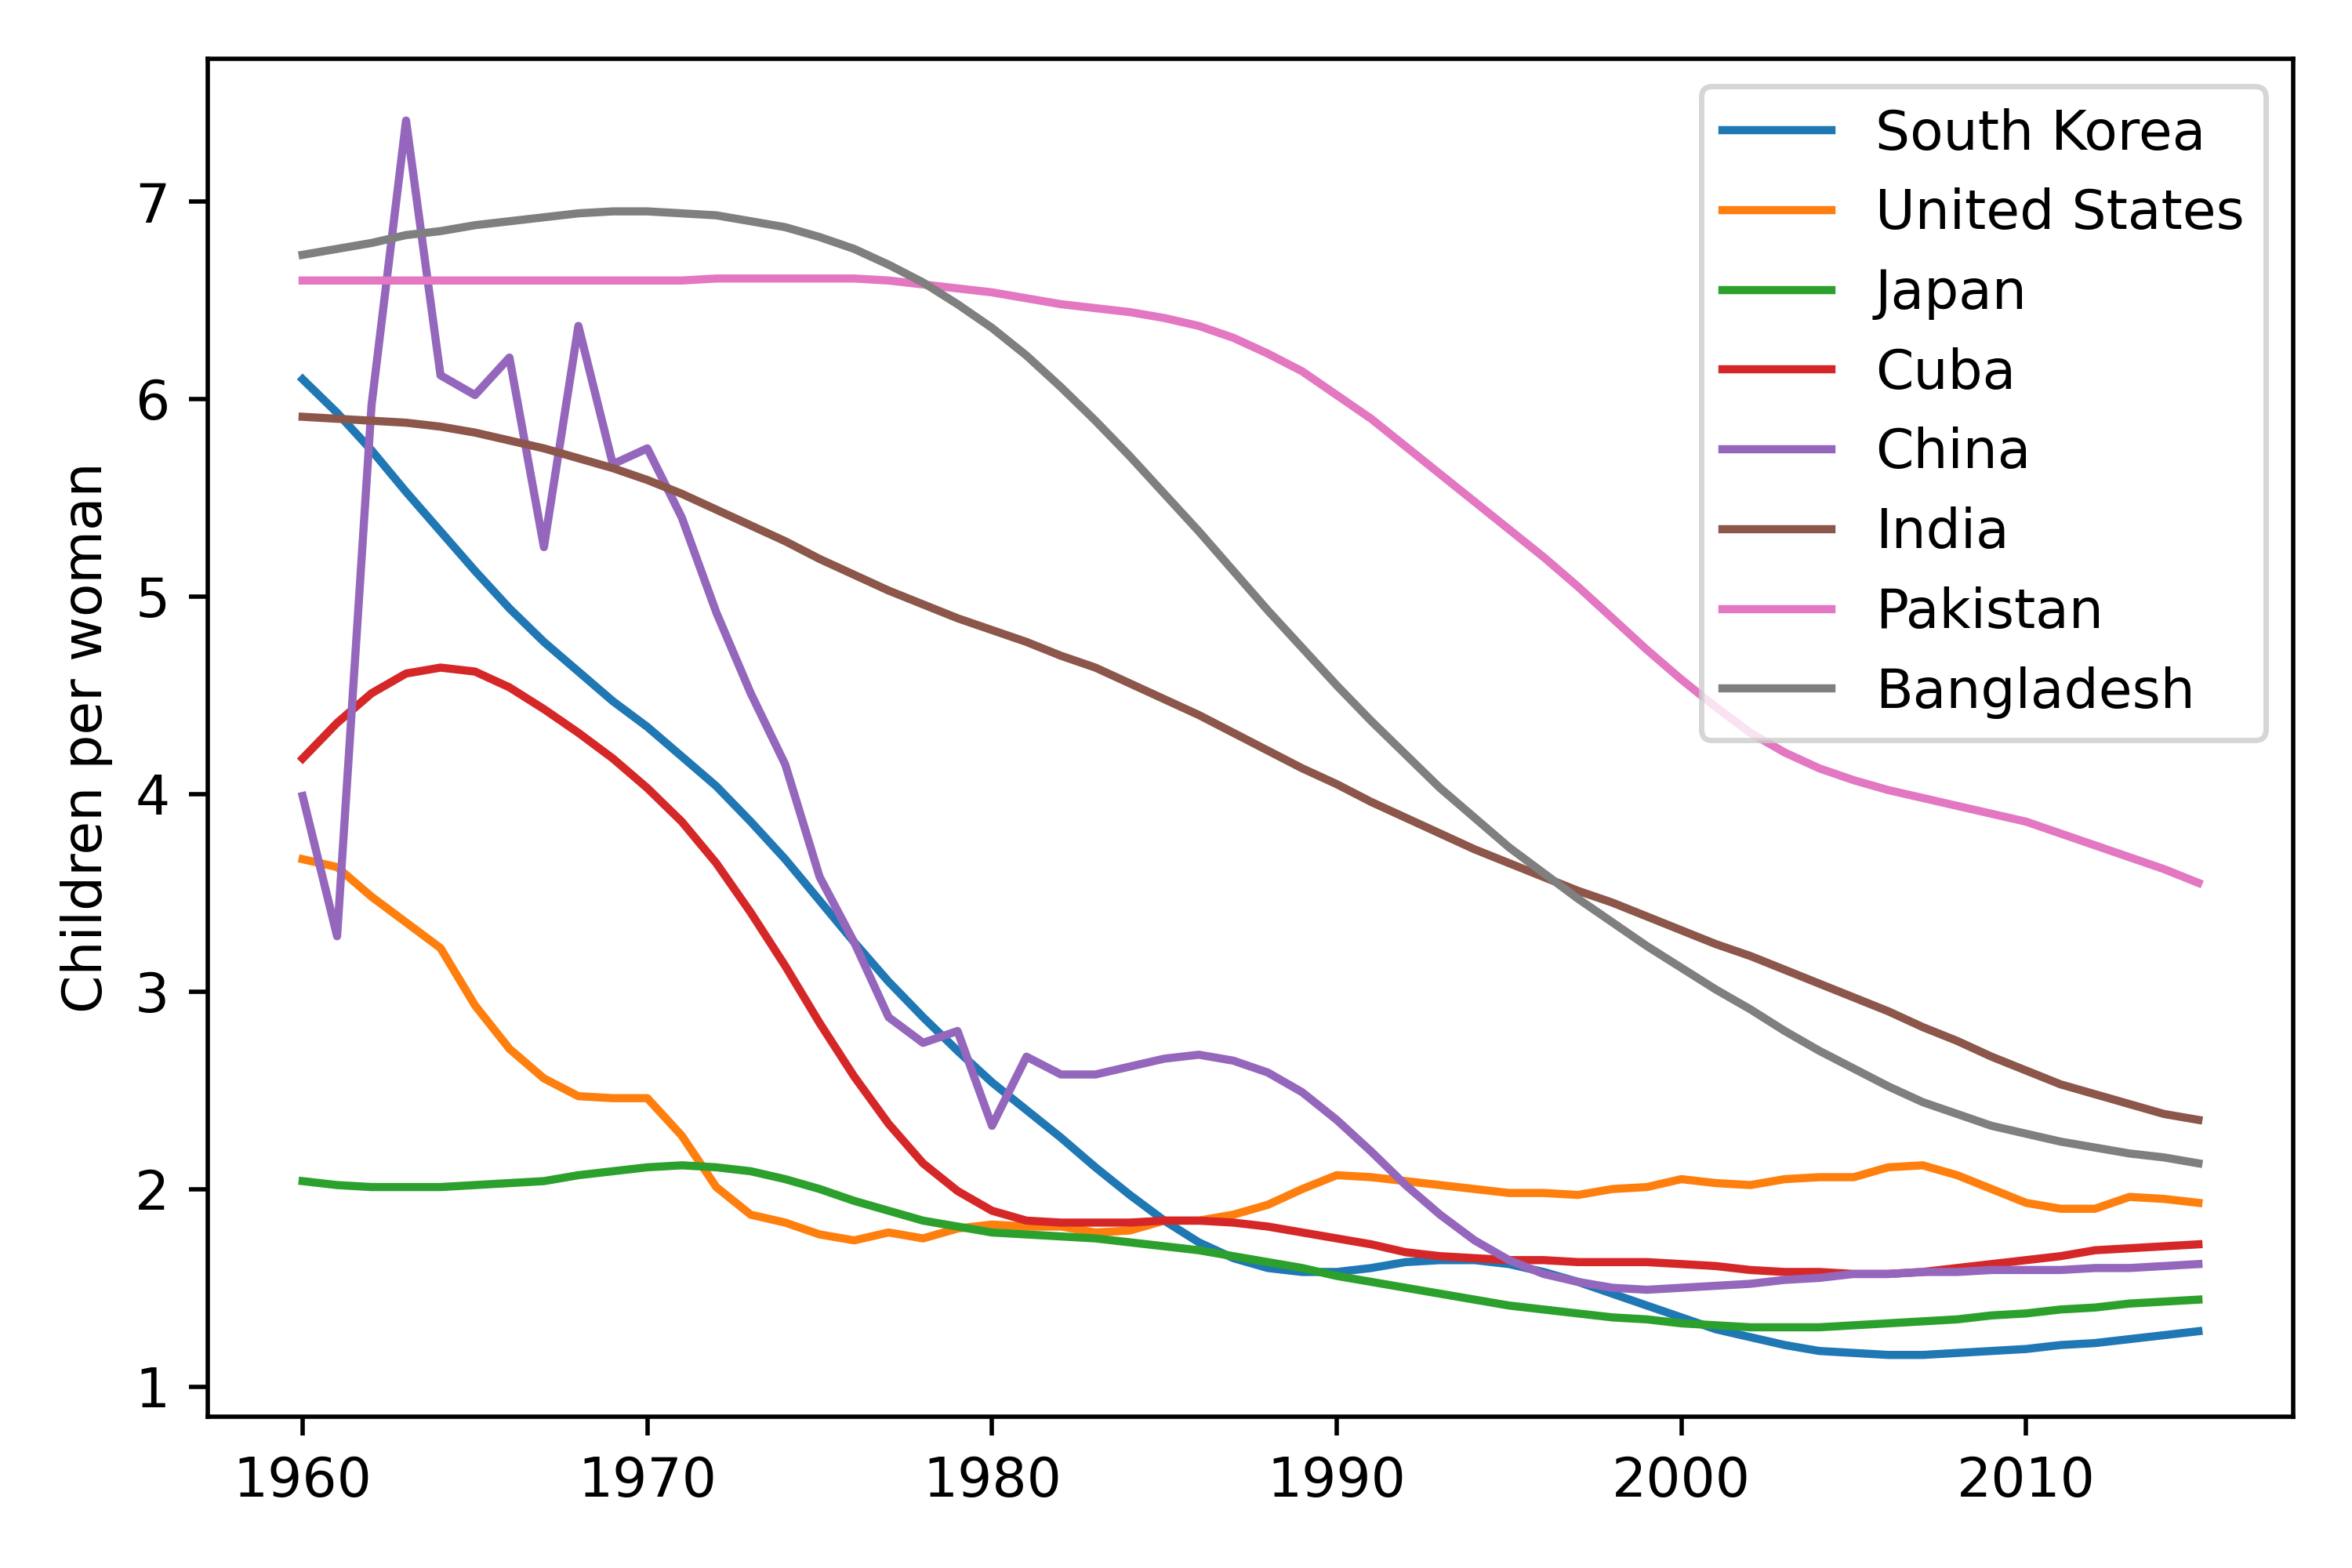 Children per woman
7
6
5
4
3
2
1
1960 1970 1980 1990 2000 2010
South Korea
United States
Japan
Cuba
China
India
Pakistan
Bangladesh